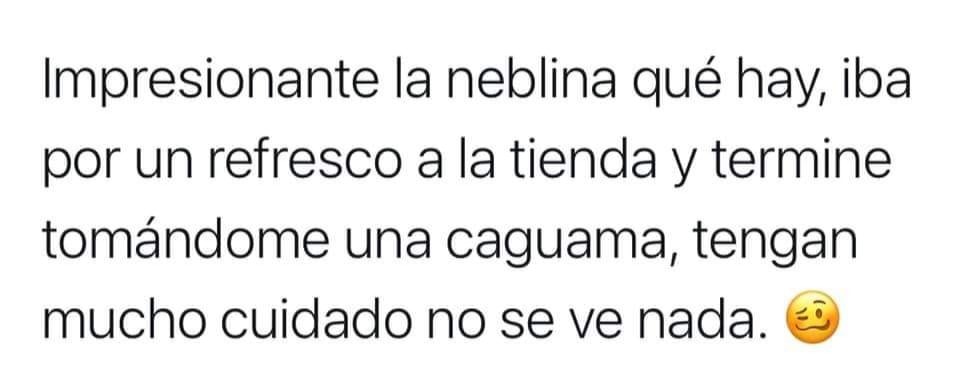 Impresionante la neblina qué hay, iba
por un refresco a la tienda y termine
tomándome una caguama, tengan
mucho cuidado no se ve nada. 🥴